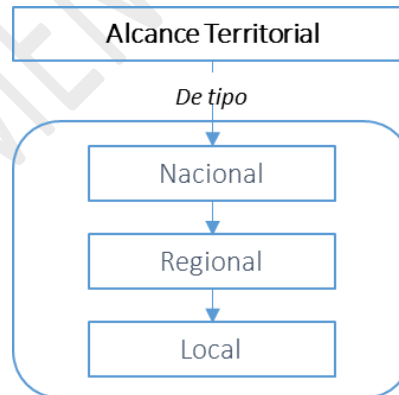 Alcance Territorial
De tipo
Nacional
Regional
Local